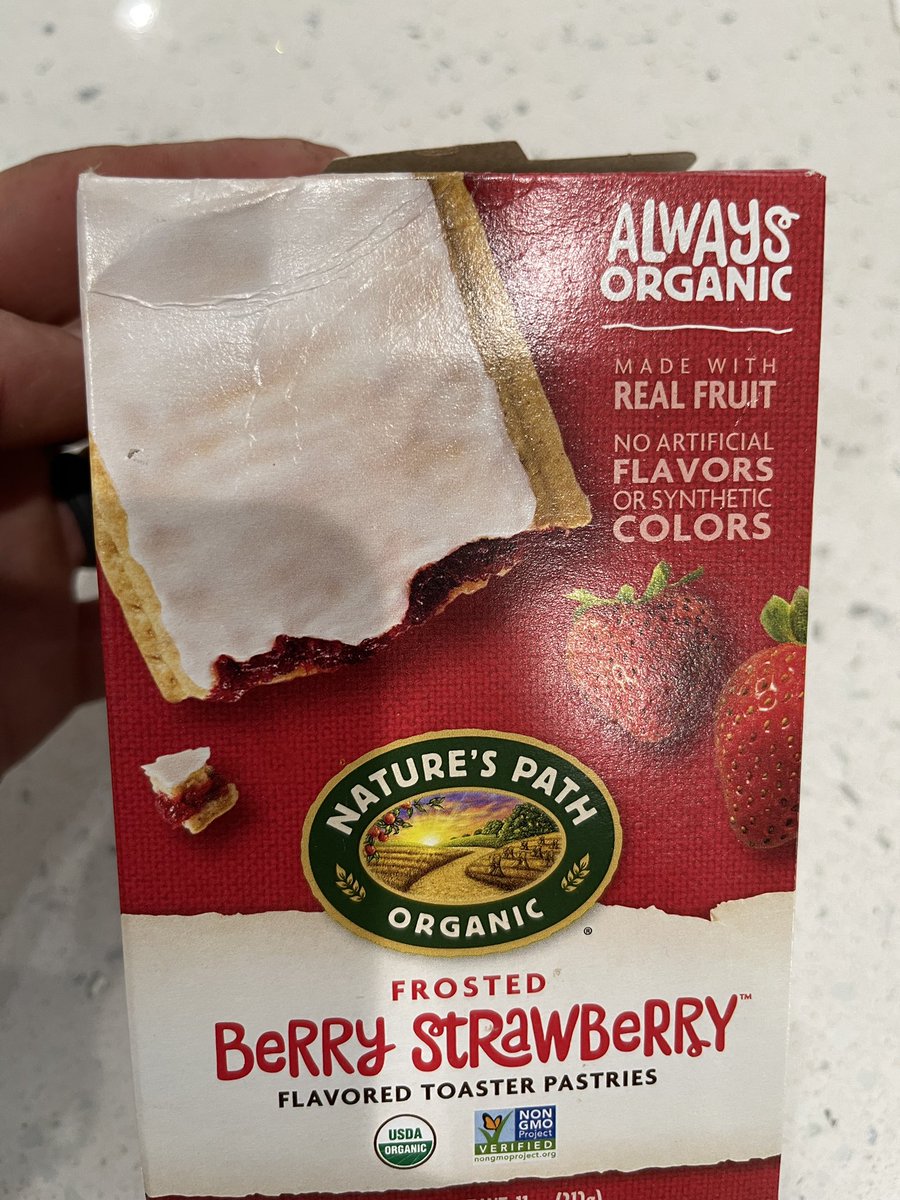 ALWAYS
ORGANIC
MADE WITH
REAL FRUIT
NO ARTIFICIAL
FLAVORS
OR SYNTHETIC
COLORS
NATURE'S PATH
ORGANIC
®
FROSTED
BERRY STRAWBERRY™
FLAVORED TOASTER PASTRIES
USDA
ORGANIC
NON
GMO
Project
VERIFIED
nongmoproject.org